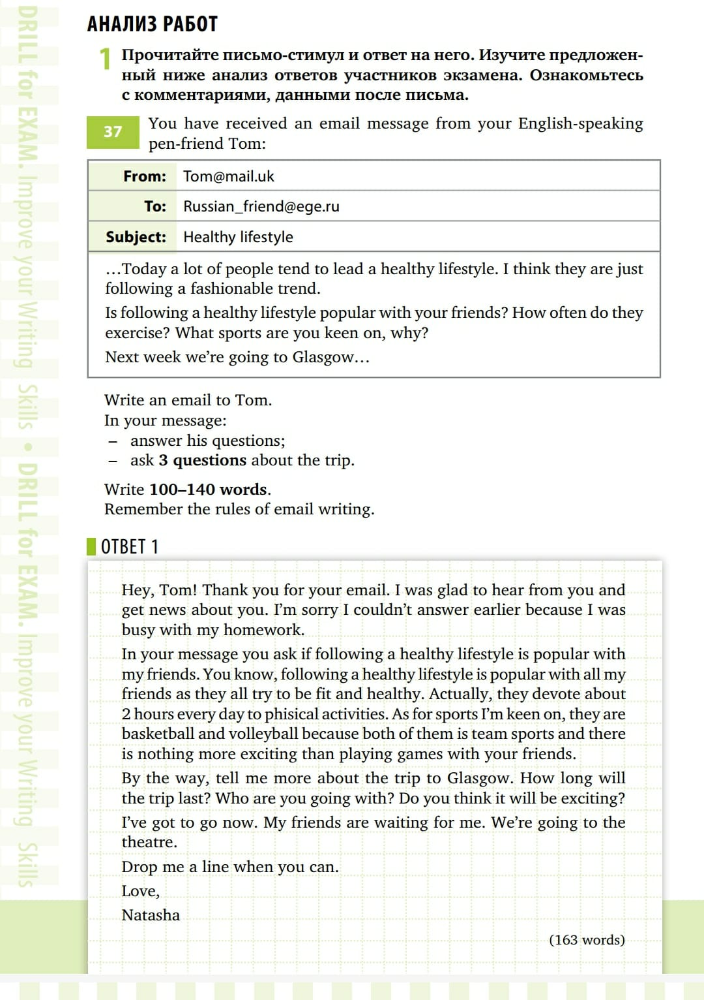 DRILL for EXAM. Improve your Writing Skills • DRILL for EXAM. Improve your Writing Skills
АНАЛИЗ РАБОТ
1 Прочитайте письмо-стимул и ответ на него. Изучите предложен-
ный ниже анализ ответов участников экзамена. Ознакомьтесь
с комментариями, данными после письма.
37 You have received an email message from your English-speaking
pen-friend Tom:
From: Tom@mail.uk
To: Russian_friend@ege.ru
Subject: Healthy lifestyle
…Today a lot of people tend to lead a healthy lifestyle. I think they are just
following a fashionable trend.
Is following a healthy lifestyle popular with your friends? How often do they
exercise? What sports are you keen on, why?
Next week we’re going to Glasgow…
Write an email to Tom.
In your message:
– answer his questions;
– ask 3 questions about the trip.
Write 100–140 words.
Remember the rules of email writing.
ОТВЕТ 1
Hey, Tom! Thank you for your email. I was glad to hear from you and
get news about you. I’m sorry I couldn’t answer earlier because I was
busy with my homework.
In your message you ask if following a healthy lifestyle is popular with
my friends. You know, following a healthy lifestyle is popular with all my
friends as they all try to be fit and healthy. Actually, they devote about
2 hours every day to phisical activities. As for sports I’m keen on, they are
basketball and volleyball because both of them is team sports and there
is nothing more exciting than playing games with your friends.
By the way, tell me more about the trip to Glasgow. How long will
the trip last? Who are you going with? Do you think it will be exciting?
I’ve got to go now. My friends are waiting for me. We’re going to the
theatre.
Drop me a line when you can.
Love,
Natasha
(163 words)